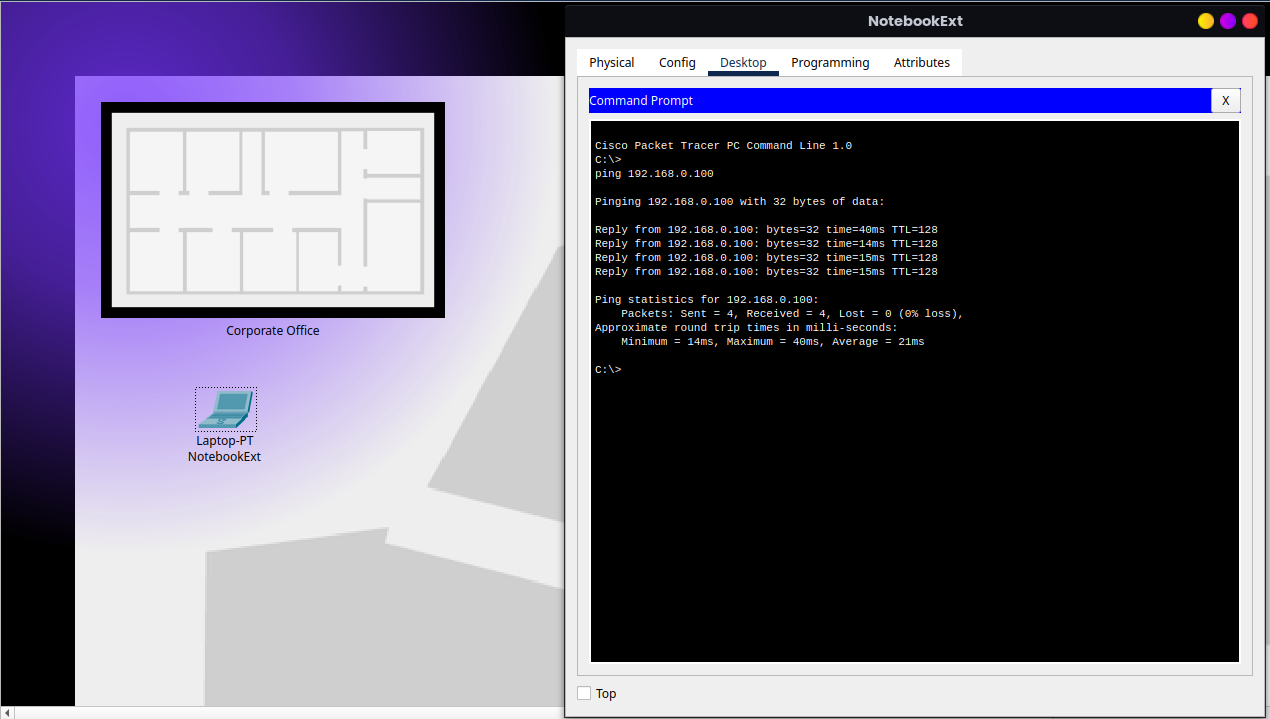 NotebookExt
Physical Config Desktop Programming Attributes
Command Prompt X
Cisco Packet Tracer PC Command Line 1.0
C:\>
ping 192.168.0.100
Pinging 192.168.0.100 with 32 bytes of data:
Reply from 192.168.0.100: bytes=32 time=40ms TTL=128
Reply from 192.168.0.100: bytes=32 time=14ms TTL=128
Reply from 192.168.0.100: bytes=32 time=15ms TTL=128
Reply from 192.168.0.100: bytes=32 time=15ms TTL=128
Ping statistics for 192.168.0.100:
Packets: Sent = 4, Received = 4, Lost = 0 (0% loss),
Approximate round trip times in milli-seconds:
Minimum = 14ms, Maximum = 40ms, Average = 21ms
C:\>
Top
Corporate Office
Laptop-PT
NotebookExt